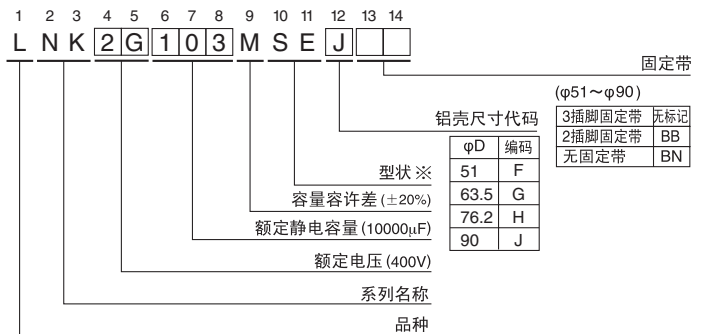 1 2 3 4 5 6 7 8 9 10 11 12 13 14
L N K 2 G 1 0 3 M S E J
固定带
(φ51～φ90)
3插脚固定带 无标记
2插脚固定带 BB
无固定带 BN
铝壳尺寸代码
φD 编码
51 F
63.5 G
76.2 H
90 J
型状※
容量容许差(±20%)
额定静电容量(10000μF)
额定电压(400V)
系列名称
品种